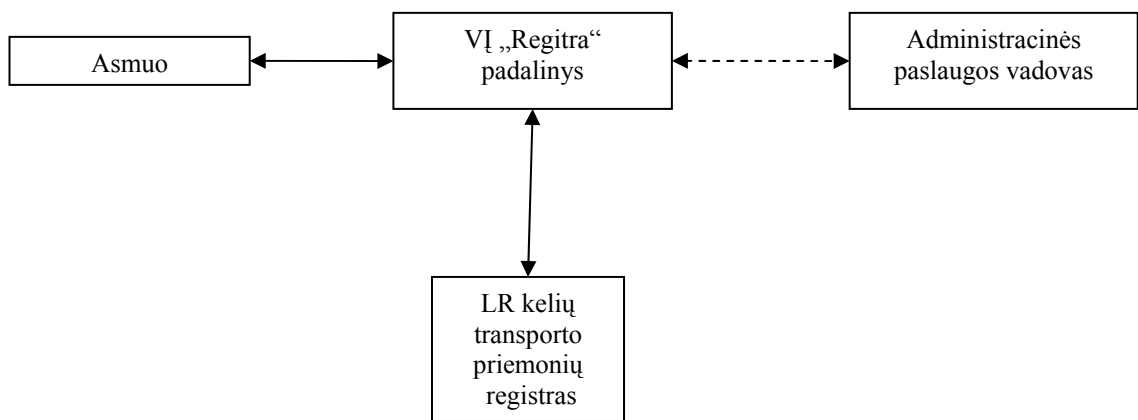 Asmuo
VĮ „Regitra“
padalinys
Administracinės
paslaugos vadovas
LR kelių
transporto
priemonių
registras